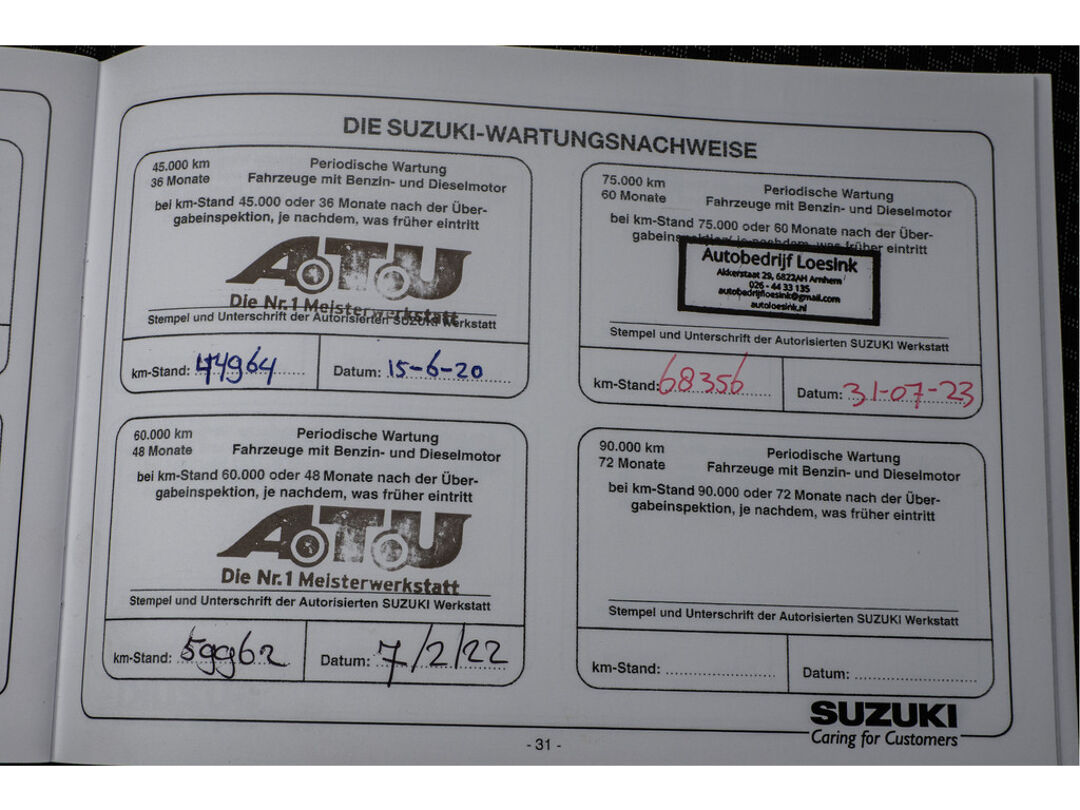 DIE SUZUKI-WARTUNGSNACHWEISE
45.000 km
36 Monate
Periodische Wartung
Fahrzeuge mit Benzin- und Dieselmotor
bei km-Stand 45.000 oder 36 Monate nach der Über-
gabeinspektion, je nachdem, was früher eintritt
ATU
Die Nr.1 Meisterwerkstatt
Stempel und Unterschrift der Autorisierten SUZUKI Werkstatt
km-Stand: 44964
Datum: 15-6-20
60.000 km
48 Monate
Periodische Wartung
Fahrzeuge mit Benzin- und Dieselmotor
bei km-Stand 60.000 oder 48 Monate nach der Über-
gabeinspektion, je nachdem, was früher eintritt
ATU
Die Nr.1 Meisterwerkstatt
Stempel und Unterschrift der Autorisierten SUZUKI Werkstatt
km-Stand: 59962
Datum: 7/2/22
75.000 km
60 Monate
Periodische Wartung
Fahrzeuge mit Benzin- und Dieselmotor
bei km-Stand 75.000 oder 60 Monate nach der Über-
gabeinspektion, je nachdem, was früher eintritt
Autobedrijf Loesink
Akkerstaat 29, 6822AH Arnhem
026 - 44 33 135
autobedrijfloesink@gmail.com
autoloesink.nl
Stempel und Unterschrift der Autorisierten SUZUKI Werkstatt
km-Stand: 68356
Datum: 31-07-23
90.000 km
72 Monate
Periodische Wartung
Fahrzeuge mit Benzin- und Dieselmotor
bei km-Stand 90.000 oder 72 Monate nach der Über-
gabeinspektion, je nachdem, was früher eintritt
Stempel und Unterschrift der Autorisierten SUZUKI Werkstatt
km-Stand:
Datum:
SUZUKI
Caring for Customers
- 31 -